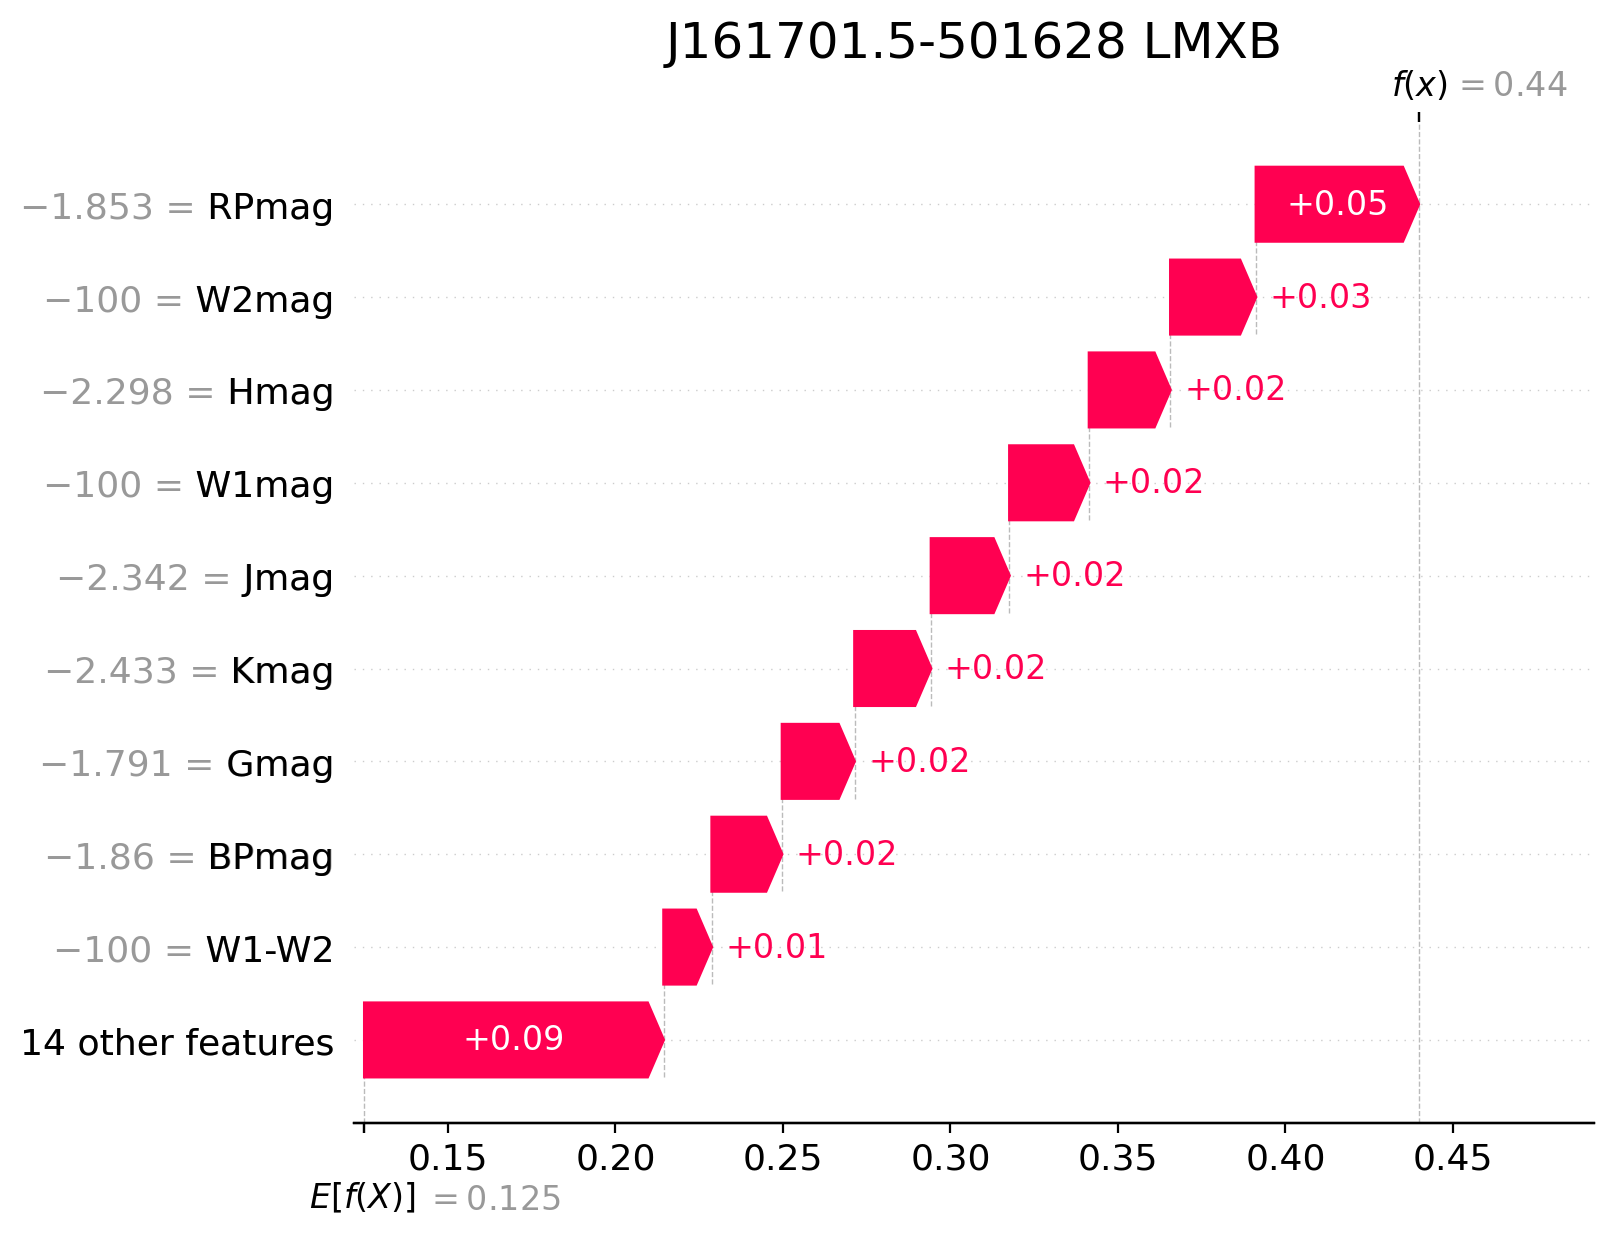 J161701.5-501628 LMXB
f(x) = 0.44
−1.853 = RPmag +0.05
−100 = W2mag +0.03
−2.298 = Hmag +0.02
−100 = W1mag +0.02
−2.342 = Jmag +0.02
−2.433 = Kmag +0.02
−1.791 = Gmag +0.02
−1.86 = BPmag +0.02
−100 = W1-W2 +0.01
14 other features +0.09
0.15 0.20 0.25 0.30 0.35 0.40 0.45
E[f(X)] = 0.125